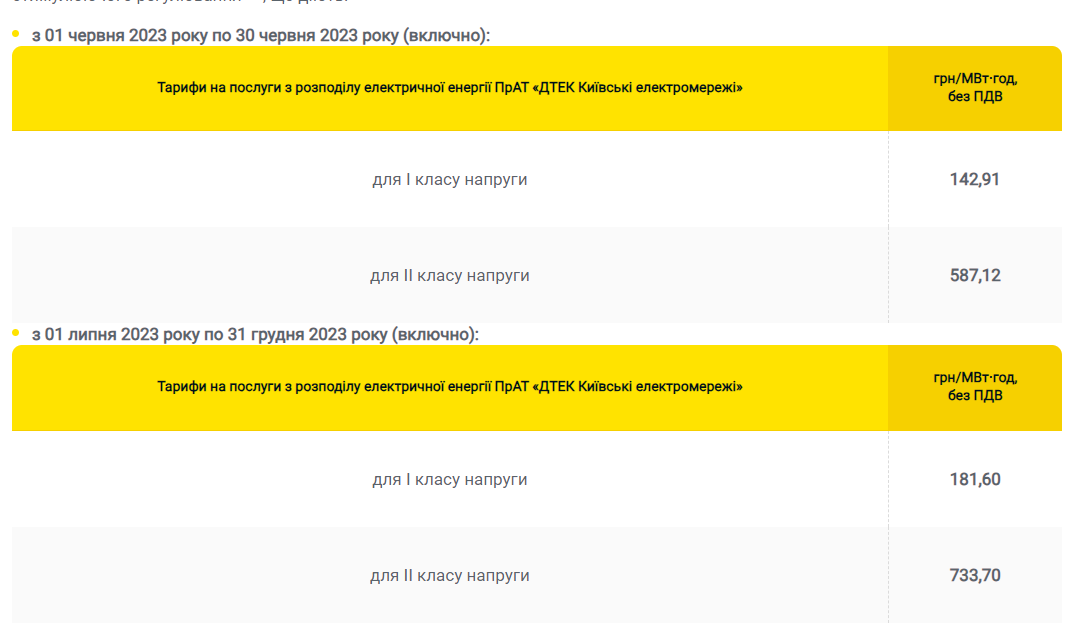 з 01 червня 2023 року по 30 червня 2023 року (включно):
Тарифи на послуги з розподілу електричної енергії ПрАТ «ДТЕК Київські електромережі»
грн/МВт·год,
без ПДВ
для І класу напруги
142,91
для ІІ класу напруги
587,12
з 01 липня 2023 року по 31 грудня 2023 року (включно):
Тарифи на послуги з розподілу електричної енергії ПрАТ «ДТЕК Київські електромережі»
грн/МВт·год,
без ПДВ
для І класу напруги
181,60
для ІІ класу напруги
733,70